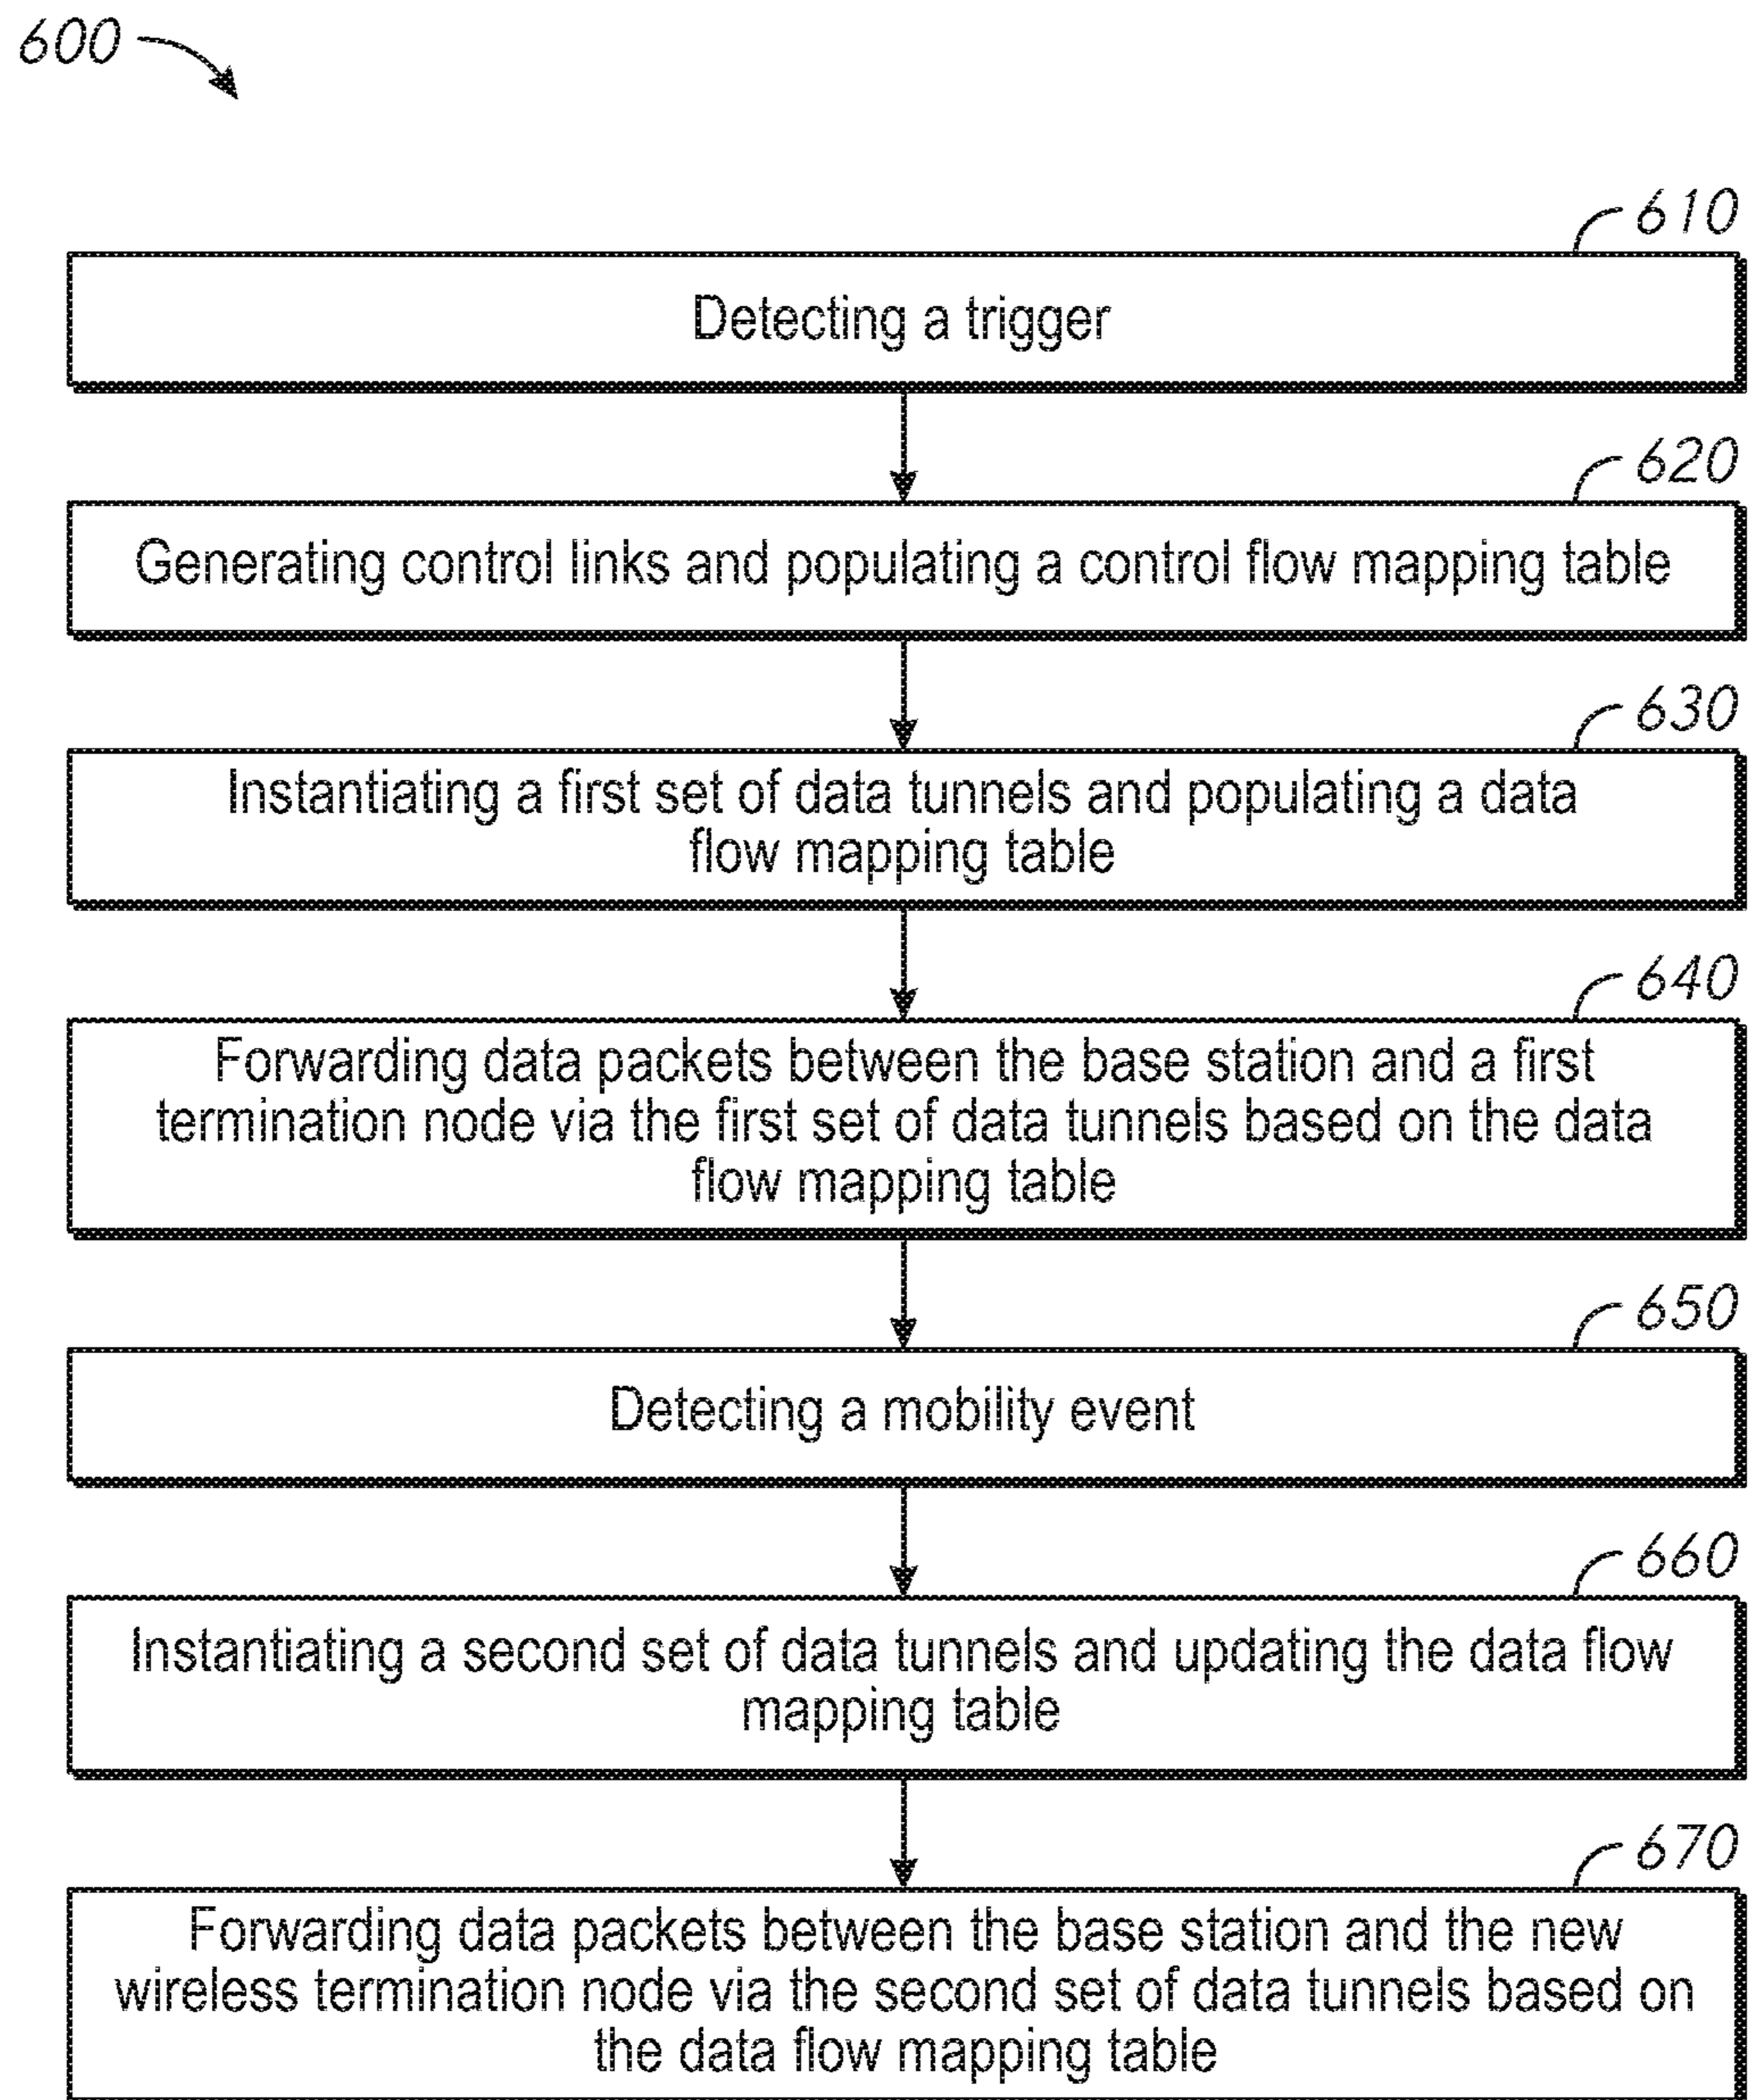 600
610
Detecting a trigger
620
Generating control links and populating a control flow mapping table
630
Instantiating a first set of data tunnels and populating a data
flow mapping table
640
Forwarding data packets between the base station and a first
termination node via the first set of data tunnels based on the data
flow mapping table
650
Detecting a mobility event
660
Instantiating a second set of data tunnels and updating the data flow
mapping table
670
Forwarding data packets between the base station and the new
wireless termination node via the second set of data tunnels based on
the data flow mapping table